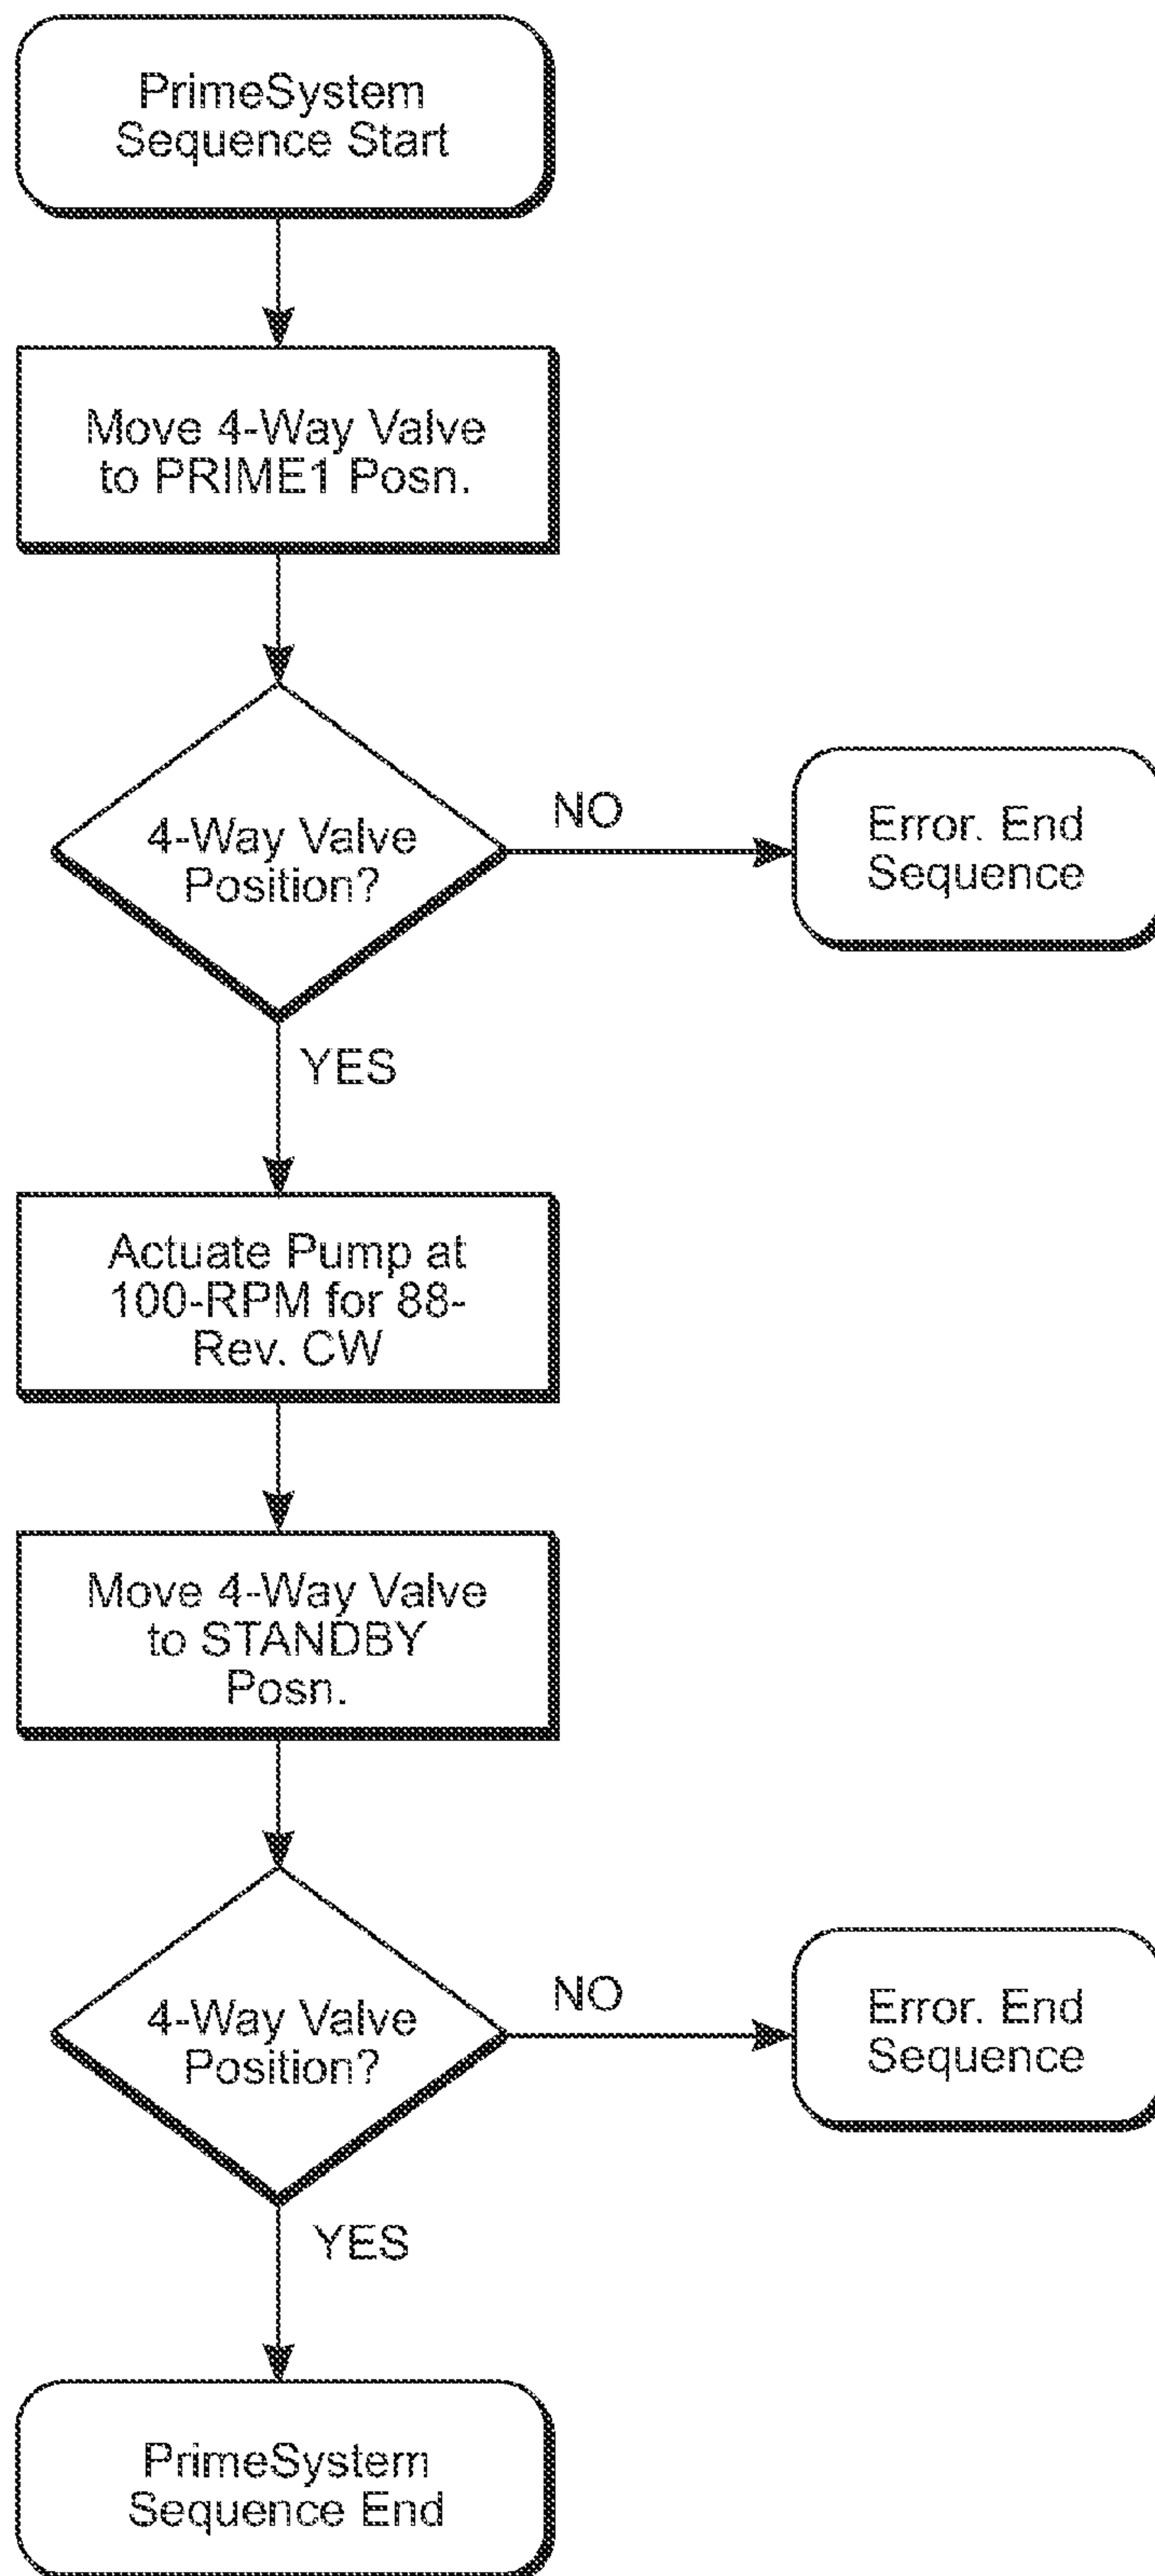 PrimeSystem
Sequence Start
Move 4-Way Valve
to PRIME1 Posn.
4-Way Valve
Position?
NO
Error. End
Sequence
YES
Actuate Pump at
100-RPM for 88-
Rev. CW
Move 4-Way Valve
to STANDBY
Posn.
4-Way Valve
Position?
NO
Error. End
Sequence
YES
PrimeSystem
Sequence End